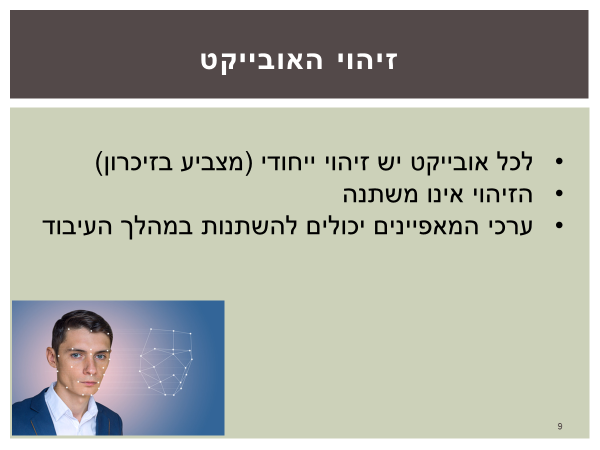 זיהוי האובייקט
• לכל אובייקט יש זיהוי ייחודי (מצביע בזיכרון)
• הזיהוי אינו משתנה
• ערכי המאפיינים יכולים להשתנות במהלך העיבוד
9